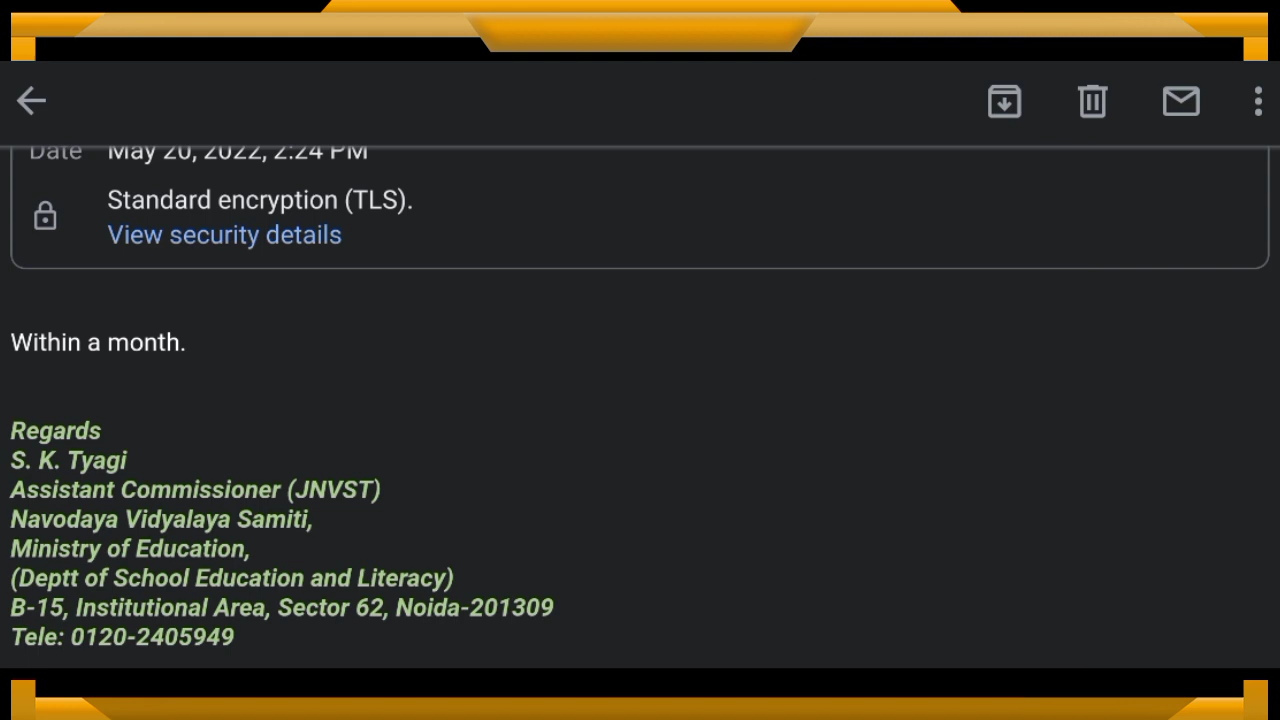 Date May 20, 2022, 2:24 PM
Standard encryption (TLS).
View security details
Within a month.
Regards
S. K. Tyagi
Assistant Commissioner (JNVST)
Navodaya Vidyalaya Samiti,
Ministry of Education,
(Deptt of School Education and Literacy)
B-15, Institutional Area, Sector 62, Noida-201309
Tele: 0120-2405949